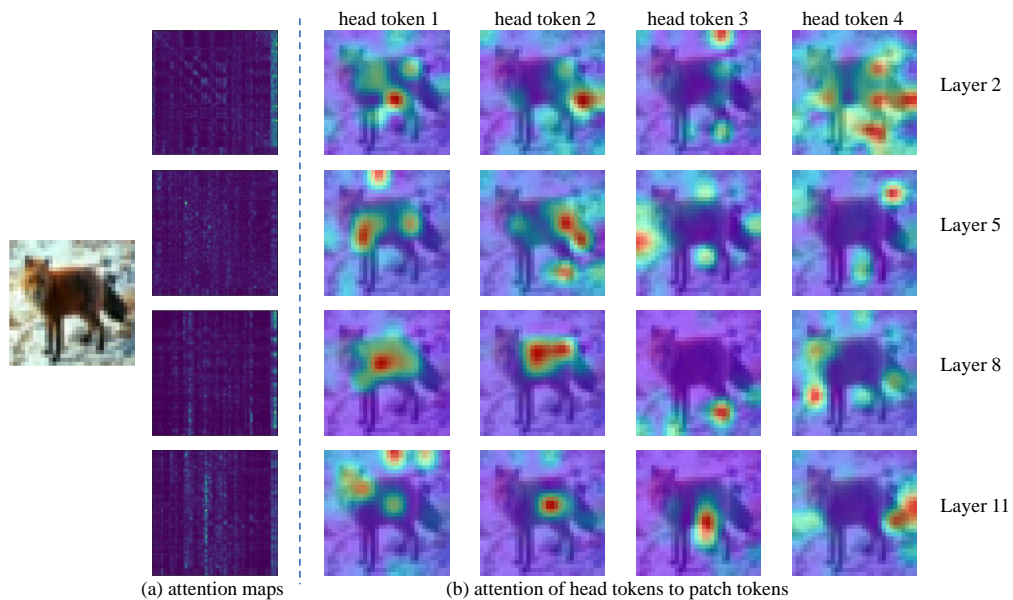 head token 1 head token 2 head token 3 head token 4
Layer 2
Layer 5
Layer 8
Layer 11
(a) attention maps (b) attention of head tokens to patch tokens